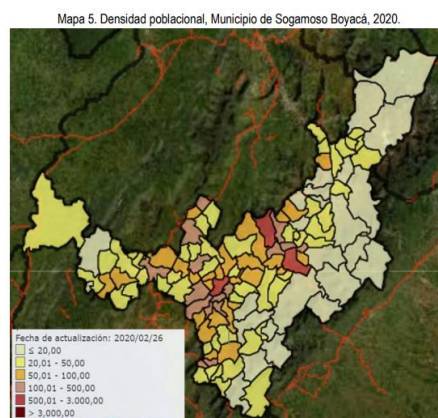 Mapa 5. Densidad poblacional, Municipio de Sogamoso Boyacá, 2020.
Fecha de actualización: 2020/02/26
≤ 20,00
20,01 - 50,00
50,01 - 100,00
100,01 - 500,00
500,01 - 3.000,00
> 3,000,00